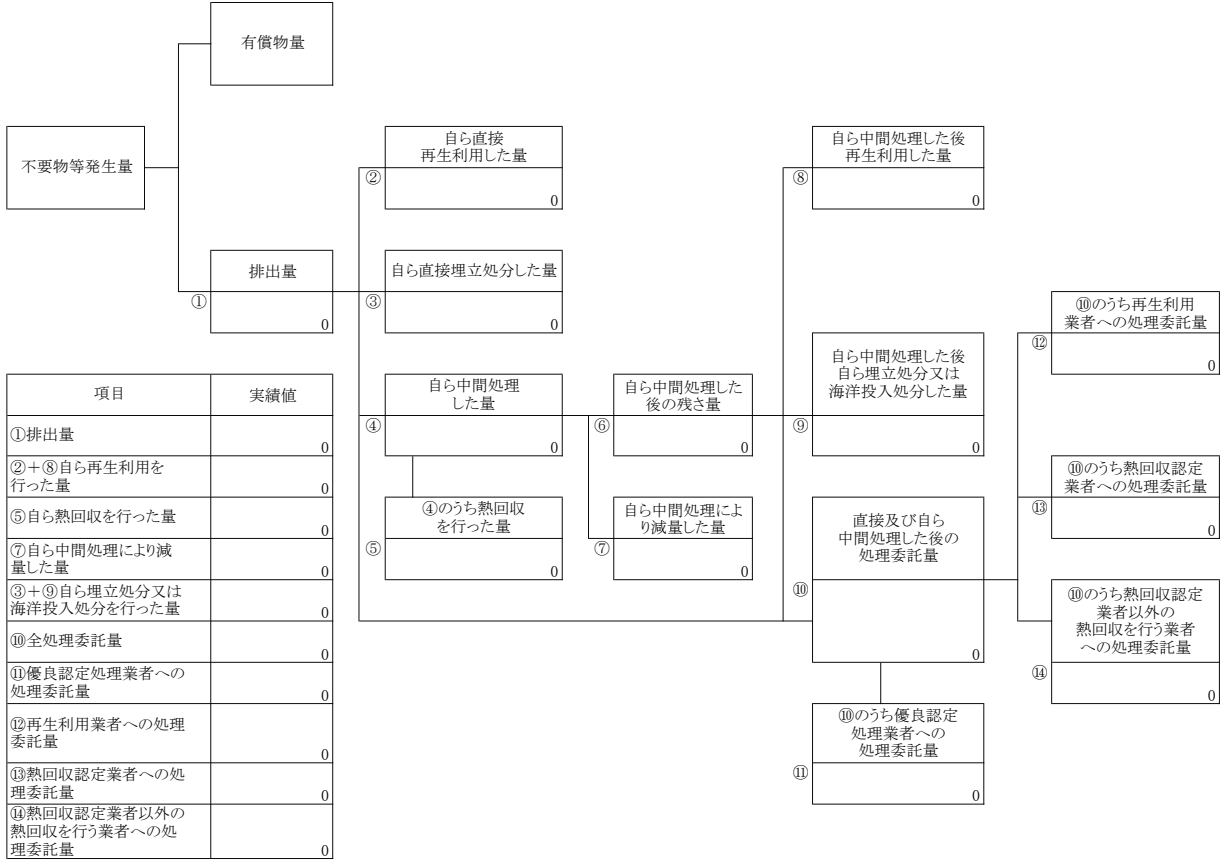 有償物量
不要物等発生量
自ら直接
再生利用した量
②
0
自ら中間処理した後
再生利用した量
⑧
0
排出量
①
0
自ら直接埋立処分した量
③
0
⑩のうち再生利用
業者への処理委託量
⑫
0
自ら中間処理
した量
④
0
自ら中間処理した
後の残さ量
⑥
0
自ら中間処理した後
自ら埋立処分又は
海洋投入処分した量
⑨
0
④のうち熱回収
を行った量
⑤
0
自ら中間処理によ
り減量した量
⑦
0
直接及び自ら
中間処理した後の
処理委託量
⑩
0
⑩のうち熱回収認定
業者への処理委託量
⑬
0
⑩のうち熱回収認定
業者以外の
熱回収を行う業者
への処理委託量
⑭
0
⑩のうち優良認定
処理業者への
処理委託量
⑪
0
項目 実績値
①排出量
0
②＋⑧自ら再生利用を
行った量
0
⑤自ら熱回収を行った量
0
⑦自ら中間処理により減
量した量
0
③＋⑨自ら埋立処分又は
海洋投入処分を行った量
0
⑩全処理委託量
0
⑪優良認定処理業者への
処理委託量
0
⑫再生利用業者への処理
委託量
0
⑬熱回収認定業者への処
理委託量
0
⑭熱回収認定業者以外の
熱回収を行う業者への処
理委託量
0